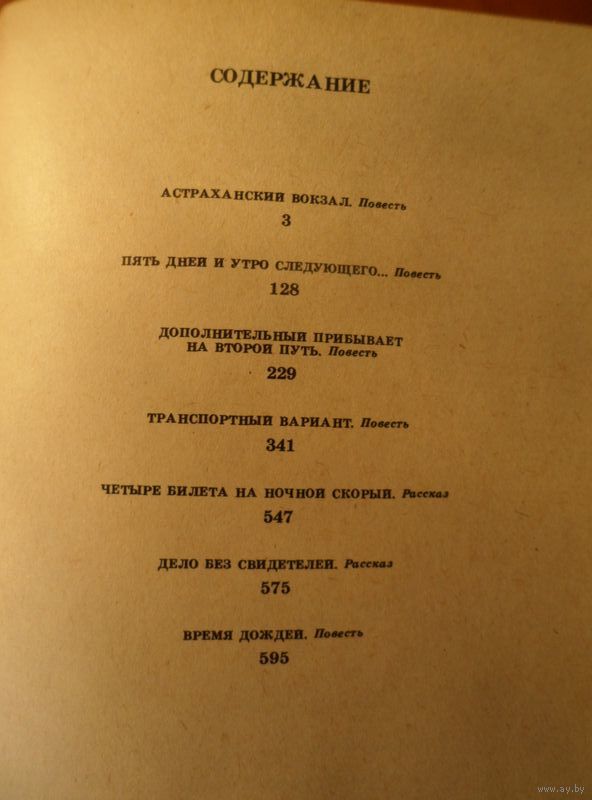 СОДЕРЖАНИЕ
АСТРАХАНСКИЙ ВОКЗАЛ. Повесть
3
ПЯТЬ ДНЕЙ И УТРО СЛЕДУЮЩЕГО... Повесть
128
ДОПОЛНИТЕЛЬНЫЙ ПРИБЫВАЕТ
НА ВТОРОЙ ПУТЬ. Повесть
229
ТРАНСПОРТНЫЙ ВАРИАНТ. Повесть
341
ЧЕТЫРЕ БИЛЕТА НА НОЧНОЙ СКОРЫЙ. Рассказ
547
ДЕЛО БЕЗ СВИДЕТЕЛЕЙ. Рассказ
575
ВРЕМЯ ДОЖДЕЙ. Повесть
595
www.ay.by